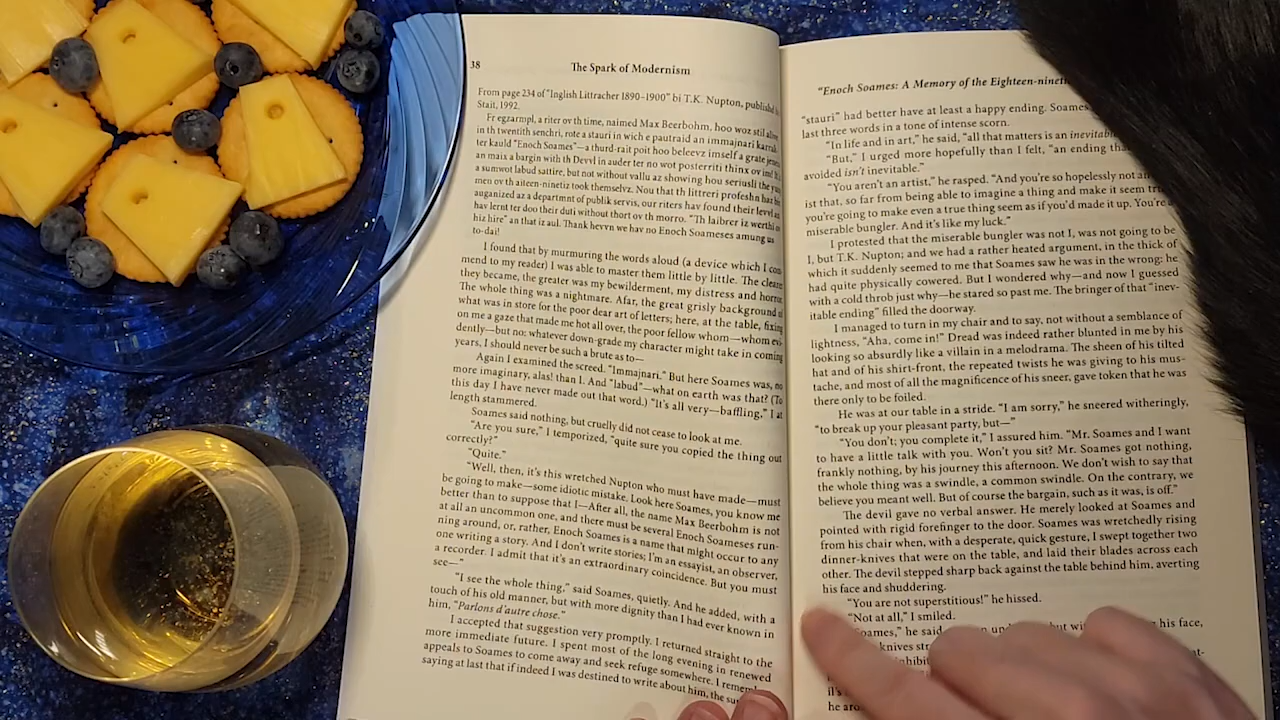 38
The Spark of Modernism
From page 234 of "Inglish Littracher 1890–1900" bi T.K. Nupton, publishd bi
Stait, 1992.
Fr egzarmpl, a riter ov th time, naimed Max Beerbohm, hoo woz stil alive
in th twentith senchri, rote a stauri in wich e pautraid an immajnari karrak-
ter kauld "Enoch Soames"—a thurd-rait poit hoo beleevz imself a grate jeneus
an maix a bargin with th Devvl in auder ter no wot posterriti thinx ov im! It iz
a sumwot labud sattire, but not without vallu az showing hou seriusli the yung
men ov th aiteen-ninetiz took themselvz. Nou that th littreri profeshn haz bin
auganized az a departmnt of publik servis, our riters hav found their levvl an
hav lernt ter doo their duti without thort ov th morro. "Th laibrer iz werthi ov
hiz hire" an that iz aul. Thank hevvn we hav no Enoch Soameses amung us
to-dai!
I found that by murmuring the words aloud (a device which I com-
mend to my reader) I was able to master them little by little. The clearer
they became, the greater was my bewilderment, my distress and horror.
The whole thing was a nightmare. Afar, the great grisly background of
what was in store for the poor dear art of letters; here, at the table, fixing
on me a gaze that made me hot all over, the poor fellow whom—whom evi-
dently—but no: whatever down-grade my character might take in coming
years, I should never be such a brute as to—
Again I examined the screed. "Immajnari." But here Soames was, no
more imaginary, alas! than I. And "labud"—what on earth was that? (To
this day I have never made out that word.) "It's all very—baffling," I at
length stammered.
Soames said nothing, but cruelly did not cease to look at me.
"Are you sure," I temporized, "quite sure you copied the thing out
correctly?"
"Quite."
"Well, then, it's this wretched Nupton who must have made—must
be going to make—some idiotic mistake. Look here Soames, you know me
better than to suppose that I—After all, the name Max Beerbohm is not
at all an uncommon one, and there must be several Enoch Soameses run-
ning around, or, rather, Enoch Soames is a name that might occur to any
one writing a story. And I don't write stories; I'm an essayist, an observer,
a recorder. I admit that it's an extraordinary coincidence. But you must
see—"
"I see the whole thing," said Soames, quietly. And he added, with a
touch of his old manner, but with more dignity than I had ever known in
him, "Parlons d'autre chose."
I accepted that suggestion very promptly. I returned straight to the
more immediate future. I spent most of the long evening in renewed
appeals to Soames to come away and seek refuge somewhere. I remem
saying at last that if indeed I was destined to write about him, the su
"Enoch Soames: A Memory of the Eighteen-nineti
"stauri" had better have at least a happy ending. Soames
last three words in a tone of intense scorn.
"In life and in art," he said, "all that matters is an inevitable
"But," I urged more hopefully than I felt, "an ending that
avoided isn't inevitable."
"You aren't an artist," he rasped. "And you're so hopelessly not an
ist that, so far from being able to imagine a thing and make it seem true,
you're going to make even a true thing seem as if you'd made it up. You're a
miserable bungler. And it's like my luck."
I protested that the miserable bungler was not I, was not going to be
I, but T.K. Nupton; and we had a rather heated argument, in the thick of
which it suddenly seemed to me that Soames saw he was in the wrong: he
had quite physically cowered. But I wondered why—and now I guessed
with a cold throb just why—he stared so past me. The bringer of that "inev-
itable ending" filled the doorway.
I managed to turn in my chair and to say, not without a semblance of
lightness, "Aha, come in!" Dread was indeed rather blunted in me by his
looking so absurdly like a villain in a melodrama. The sheen of his tilted
hat and of his shirt-front, the repeated twists he was giving to his mus-
tache, and most of all the magnificence of his sneer, gave token that he was
there only to be foiled.
He was at our table in a stride. "I am sorry," he sneered witheringly,
"to break up your pleasant party, but—"
"You don't; you complete it," I assured him. "Mr. Soames and I want
to have a little talk with you. Won't you sit? Mr. Soames got nothing,
frankly nothing, by his journey this afternoon. We don't wish to say that
the whole thing was a swindle, a common swindle. On the contrary, we
believe you meant well. But of course the bargain, such as it was, is off."
The devil gave no verbal answer. He merely looked at Soames and
pointed with rigid forefinger to the door. Soames was wretchedly rising
from his chair when, with a desperate, quick gesture, I swept together two
dinner-knives that were on the table, and laid their blades across each
other. The devil stepped sharp back against the table behind him, averting
his face and shuddering.
"You are not superstitious!" he hissed.
"Not at all," I smiled.
"Soames," he said his face,
knives
he